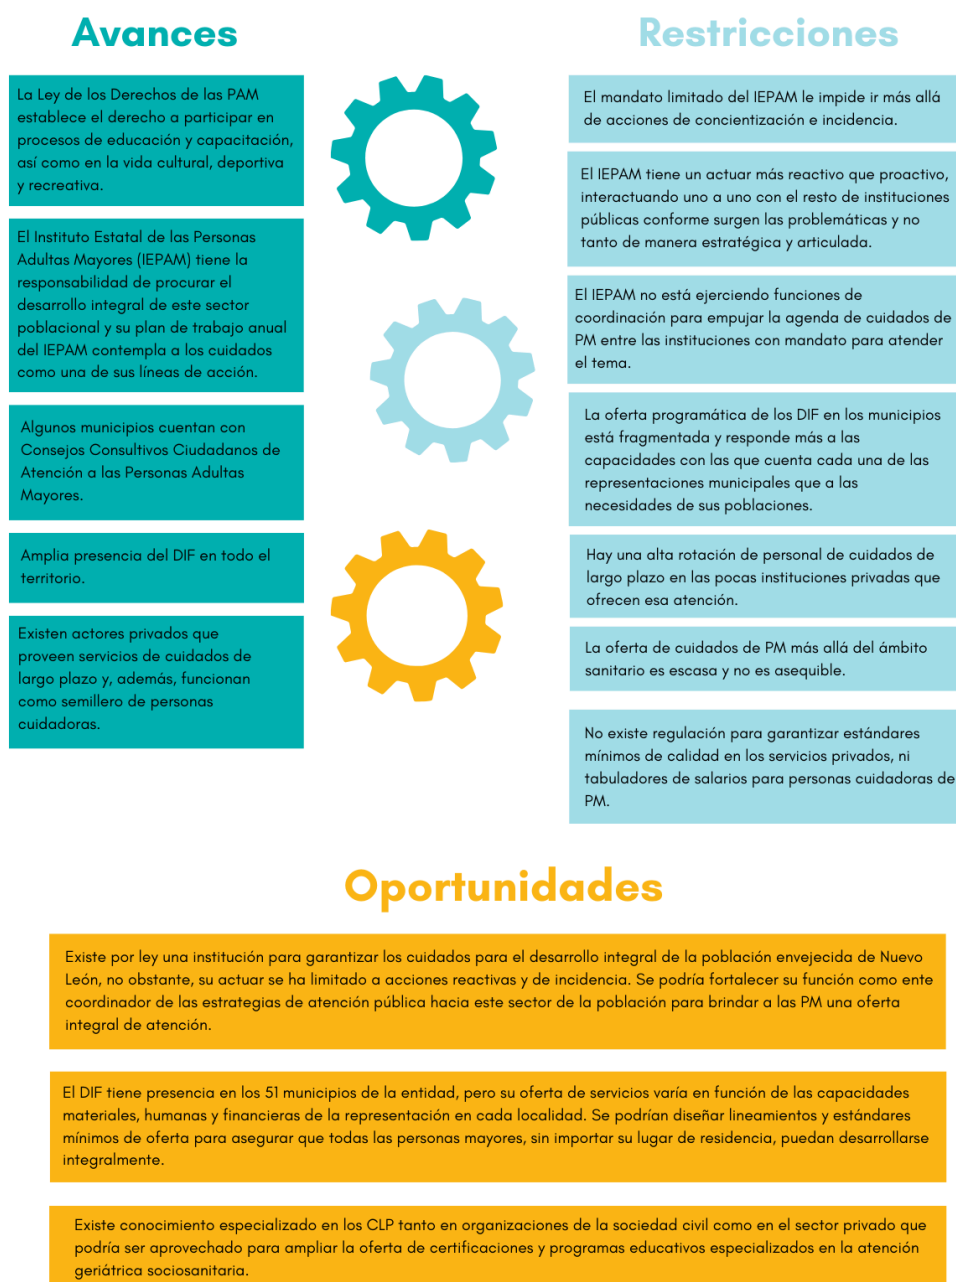 Avances
La Ley de los Derechos de las PAM
establece el derecho a participar en
procesos de educación y capacitación,
así como en la vida cultural, deportiva
y recreativa.
El Instituto Estatal de las Personas
Adultas Mayores (IEPAM) tiene la
responsabilidad de procurar el
desarrollo integral de este sector
poblacional y su plan de trabajo anual
del IEPAM contempla a los cuidados
como una de sus líneas de acción.
Algunos municipios cuentan con
Consejos Consultivos Ciudadanos de
Atención a las Personas Adultas
Mayores.
Amplia presencia del DIF en todo el
territorio.
Existen actores privados que
proveen servicios de cuidados de
largo plazo y, además, funcionan
como semillero de personas
cuidadoras.
Restricciones
El mandato limitado del IEPAM le impide ir más allá
de acciones de concientización e incidencia.
El IEPAM tiene un actuar más reactivo que proactivo,
interactuando uno a uno con el resto de instituciones
públicas conforme surgen las problemáticas y no
tanto de manera estratégica y articulada.
El IEPAM no está ejerciendo funciones de
coordinación para empujar la agenda de cuidados de
PM entre las instituciones con mandato para atender
el tema.
La oferta programática de los DIF en los municipios
está fragmentada y responde más a las
capacidades con las que cuenta cada una de las
representaciones municipales que a las
necesidades de sus poblaciones.
Hay una alta rotación de personal de cuidados de
largo plazo en las pocas instituciones privadas que
ofrecen esa atención.
La oferta de cuidados de PM más allá del ámbito
sanitario es escasa y no es asequible.
No existe regulación para garantizar estándares
mínimos de calidad en los servicios privados, ni
tabuladores de salarios para personas cuidadoras de
PM.
Oportunidades
Existe por ley una institución para garantizar los cuidados para el desarrollo integral de la población envejecida de Nuevo
León, no obstante, su actuar se ha limitado a acciones reactivas y de incidencia. Se podría fortalecer su función como ente
coordinador de las estrategias de atención pública hacia este sector de la población para brindar a las PM una oferta
integral de atención.
El DIF tiene presencia en los 51 municipios de la entidad, pero su oferta de servicios varía en función de las capacidades
materiales, humanas y financieras de la representación en cada localidad. Se podrían diseñar lineamientos y estándares
mínimos de oferta para asegurar que todas las personas mayores, sin importar su lugar de residencia, puedan desarrollarse
integralmente.
Existe conocimiento especializado en los CLP tanto en organizaciones de la sociedad civil como en el sector privado que
podría ser aprovechado para ampliar la oferta de certificaciones y programas educativos especializados en la atención
geriátrica sociosanitaria.